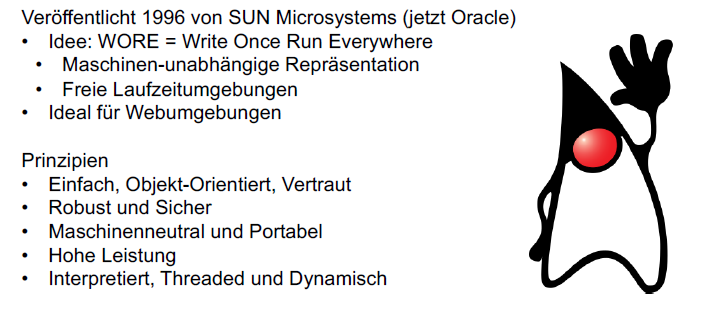 Veröffentlicht 1996 von SUN Microsystems (jetzt Oracle)
• Idee: WORE = Write Once Run Everywhere
• Maschinen-unabhängige Repräsentation
• Freie Laufzeitumgebungen
• Ideal für Webumgebungen
Prinzipien
• Einfach, Objekt-Orientiert, Vertraut
• Robust und Sicher
• Maschinenneutral und Portabel
• Hohe Leistung
• Interpretiert, Threaded und Dynamisch